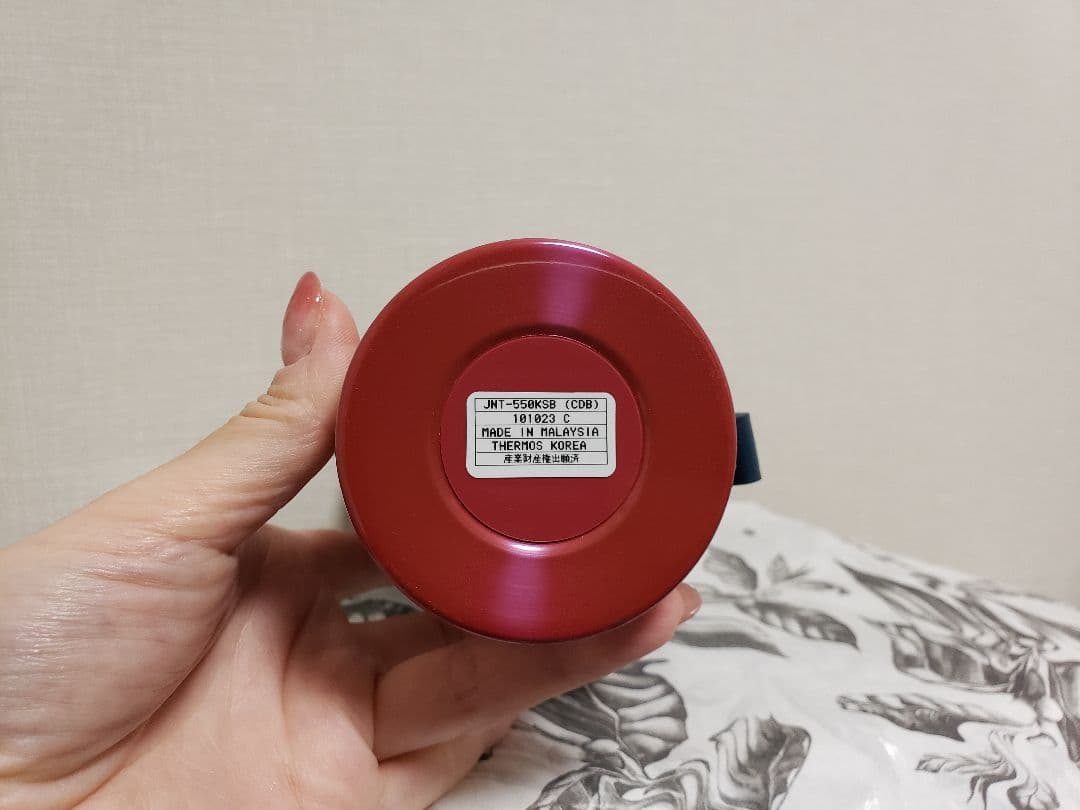 JNT-550KSB (CDB)
101023 C
MADE IN MALAYSIA
THERMOS KOREA
産業財産権出願済